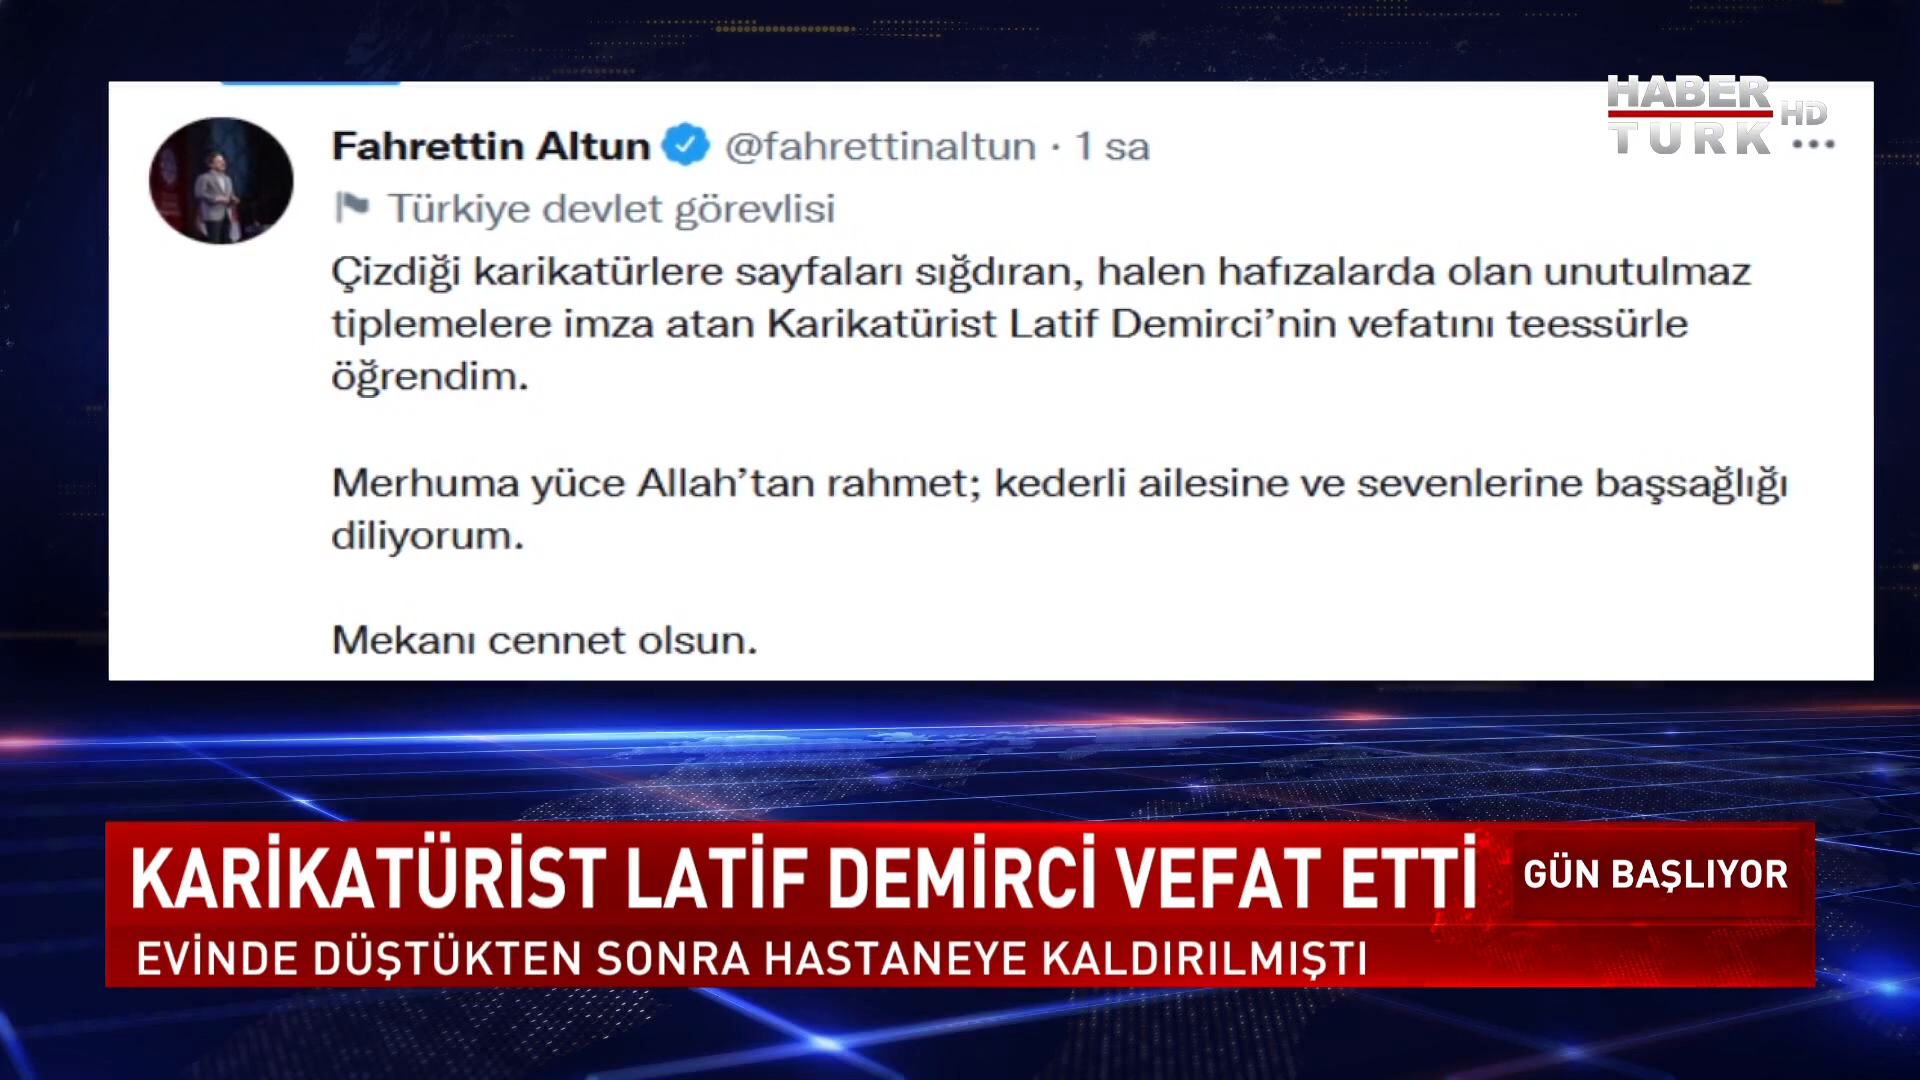 HABER
TURK HD
Fahrettin Altun @fahrettinaltun · 1 sa
Türkiye devlet görevlisi
Çizdiği karikatürlere sayfaları sığdıran, halen hafızalarda olan unutulmaz
tiplemelere imza atan Karikatürist Latif Demirci’nin vefatını teessürle
öğrendim.
Merhuma yüce Allah’tan rahmet; kederli ailesine ve sevenlerine başsağlığı
diliyorum.
Mekanı cennet olsun.
KARİKATÜRİST LATİF DEMİRCİ VEFAT ETTİ
GÜN BAŞLIYOR
EVİNDE DÜŞTÜKTEN SONRA HASTANEYE KALDIRILMIŞTI